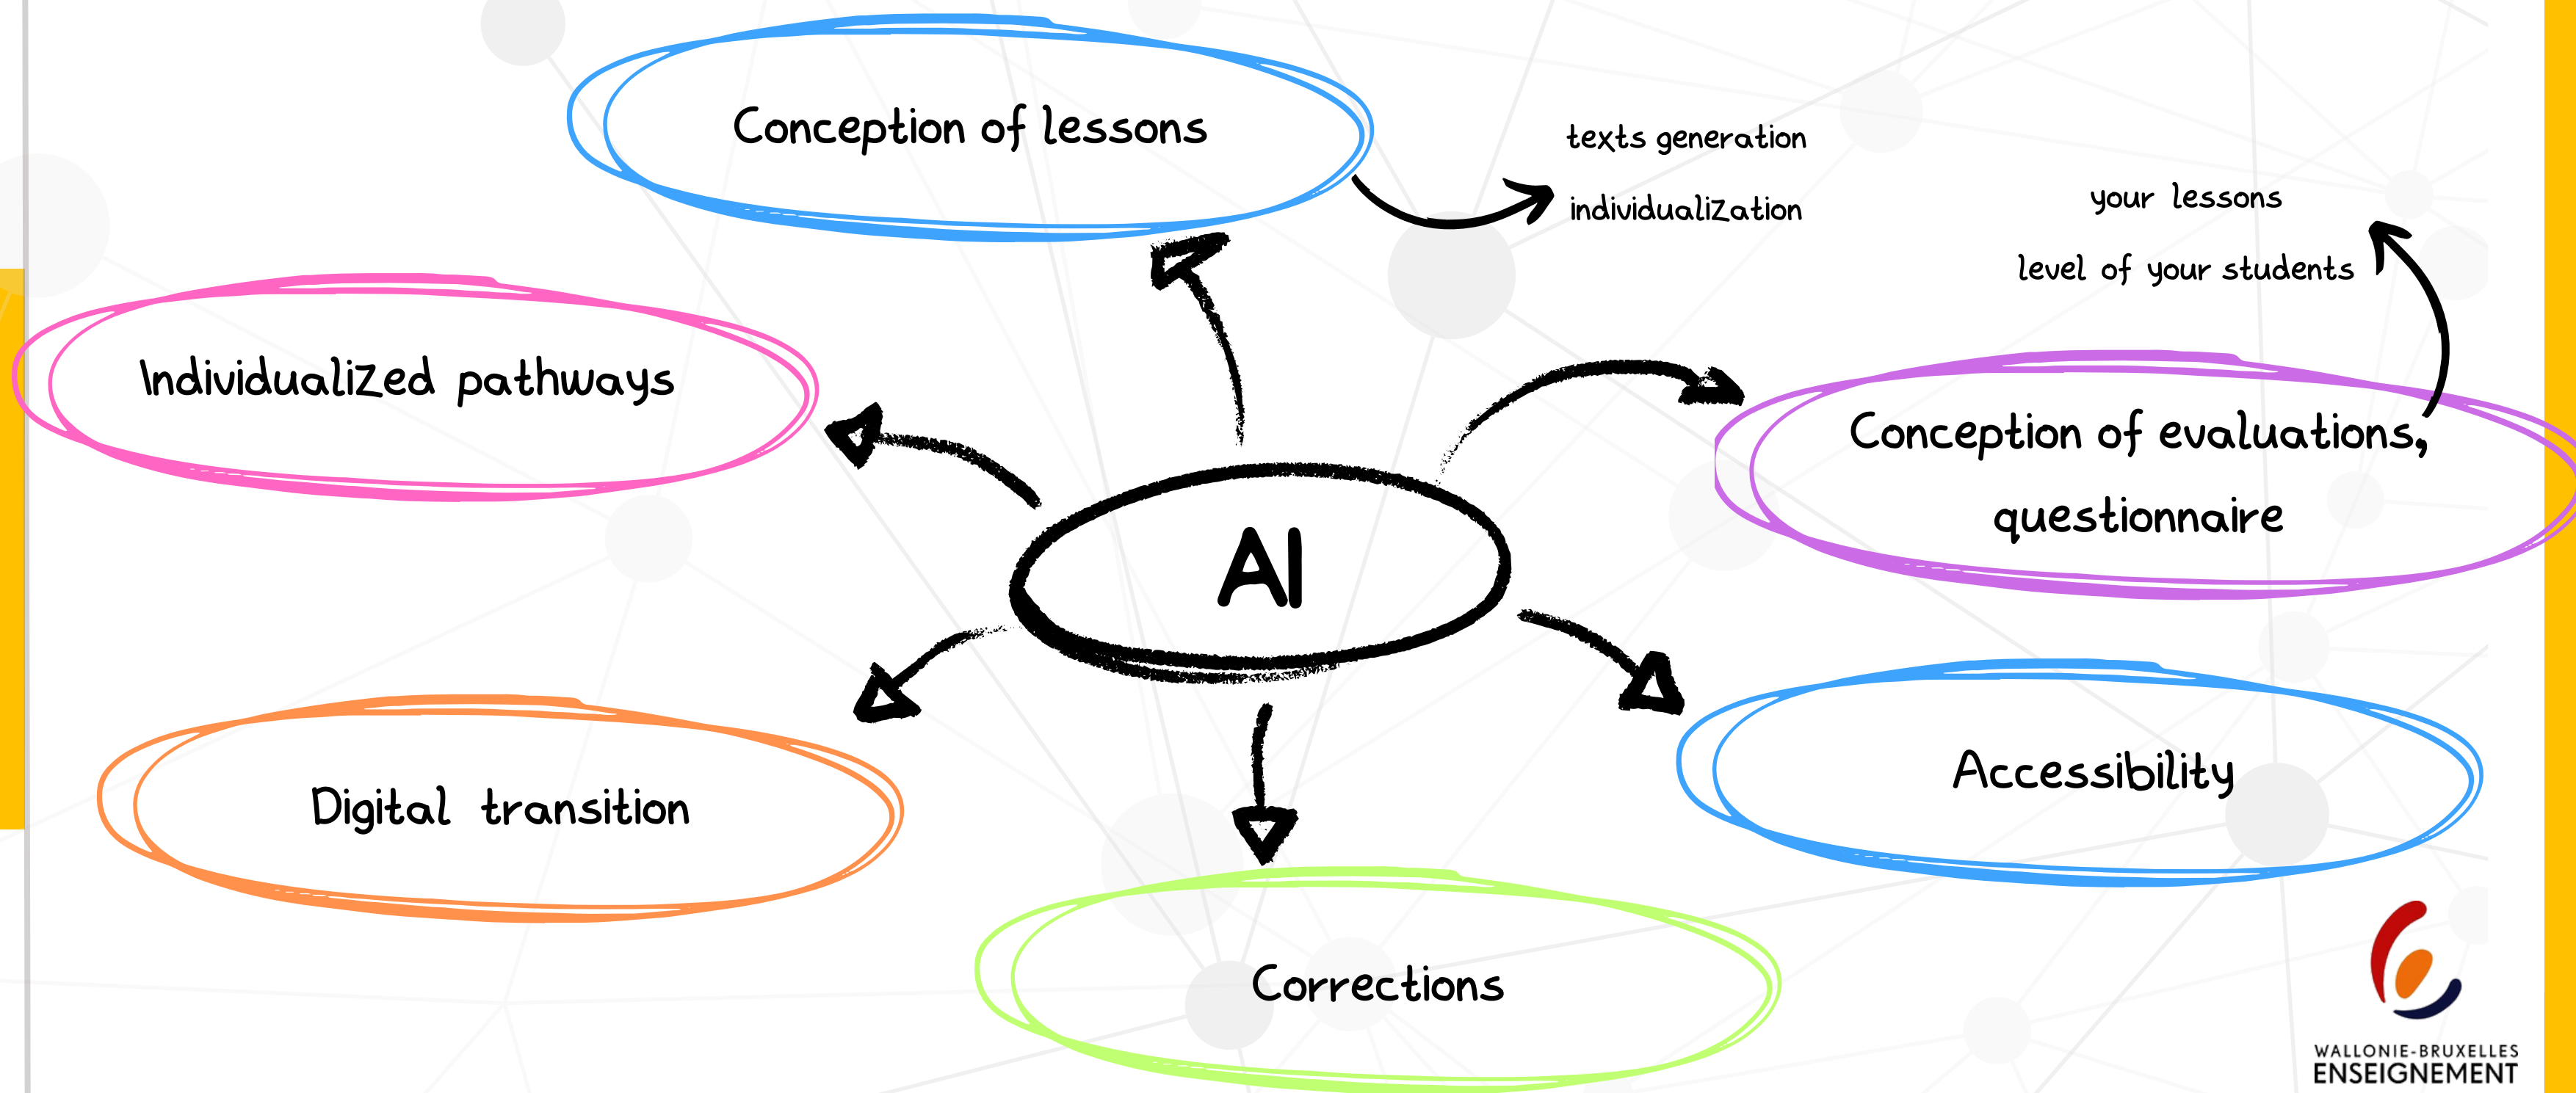 Conception of lessons
texts generation
individualization
your lessons
level of your students
Individualized pathways
Conception of evaluations,
questionnaire
AI
Accessibility
Digital transition
Corrections
WALLONIE-BRUXELLES
ENSEIGNEMENT